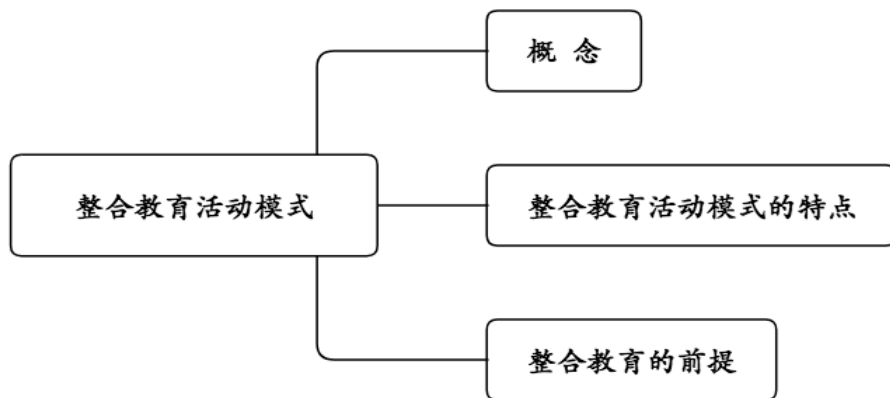 概 念
整合教育活动模式
整合教育活动模式的特点
整合教育的前提